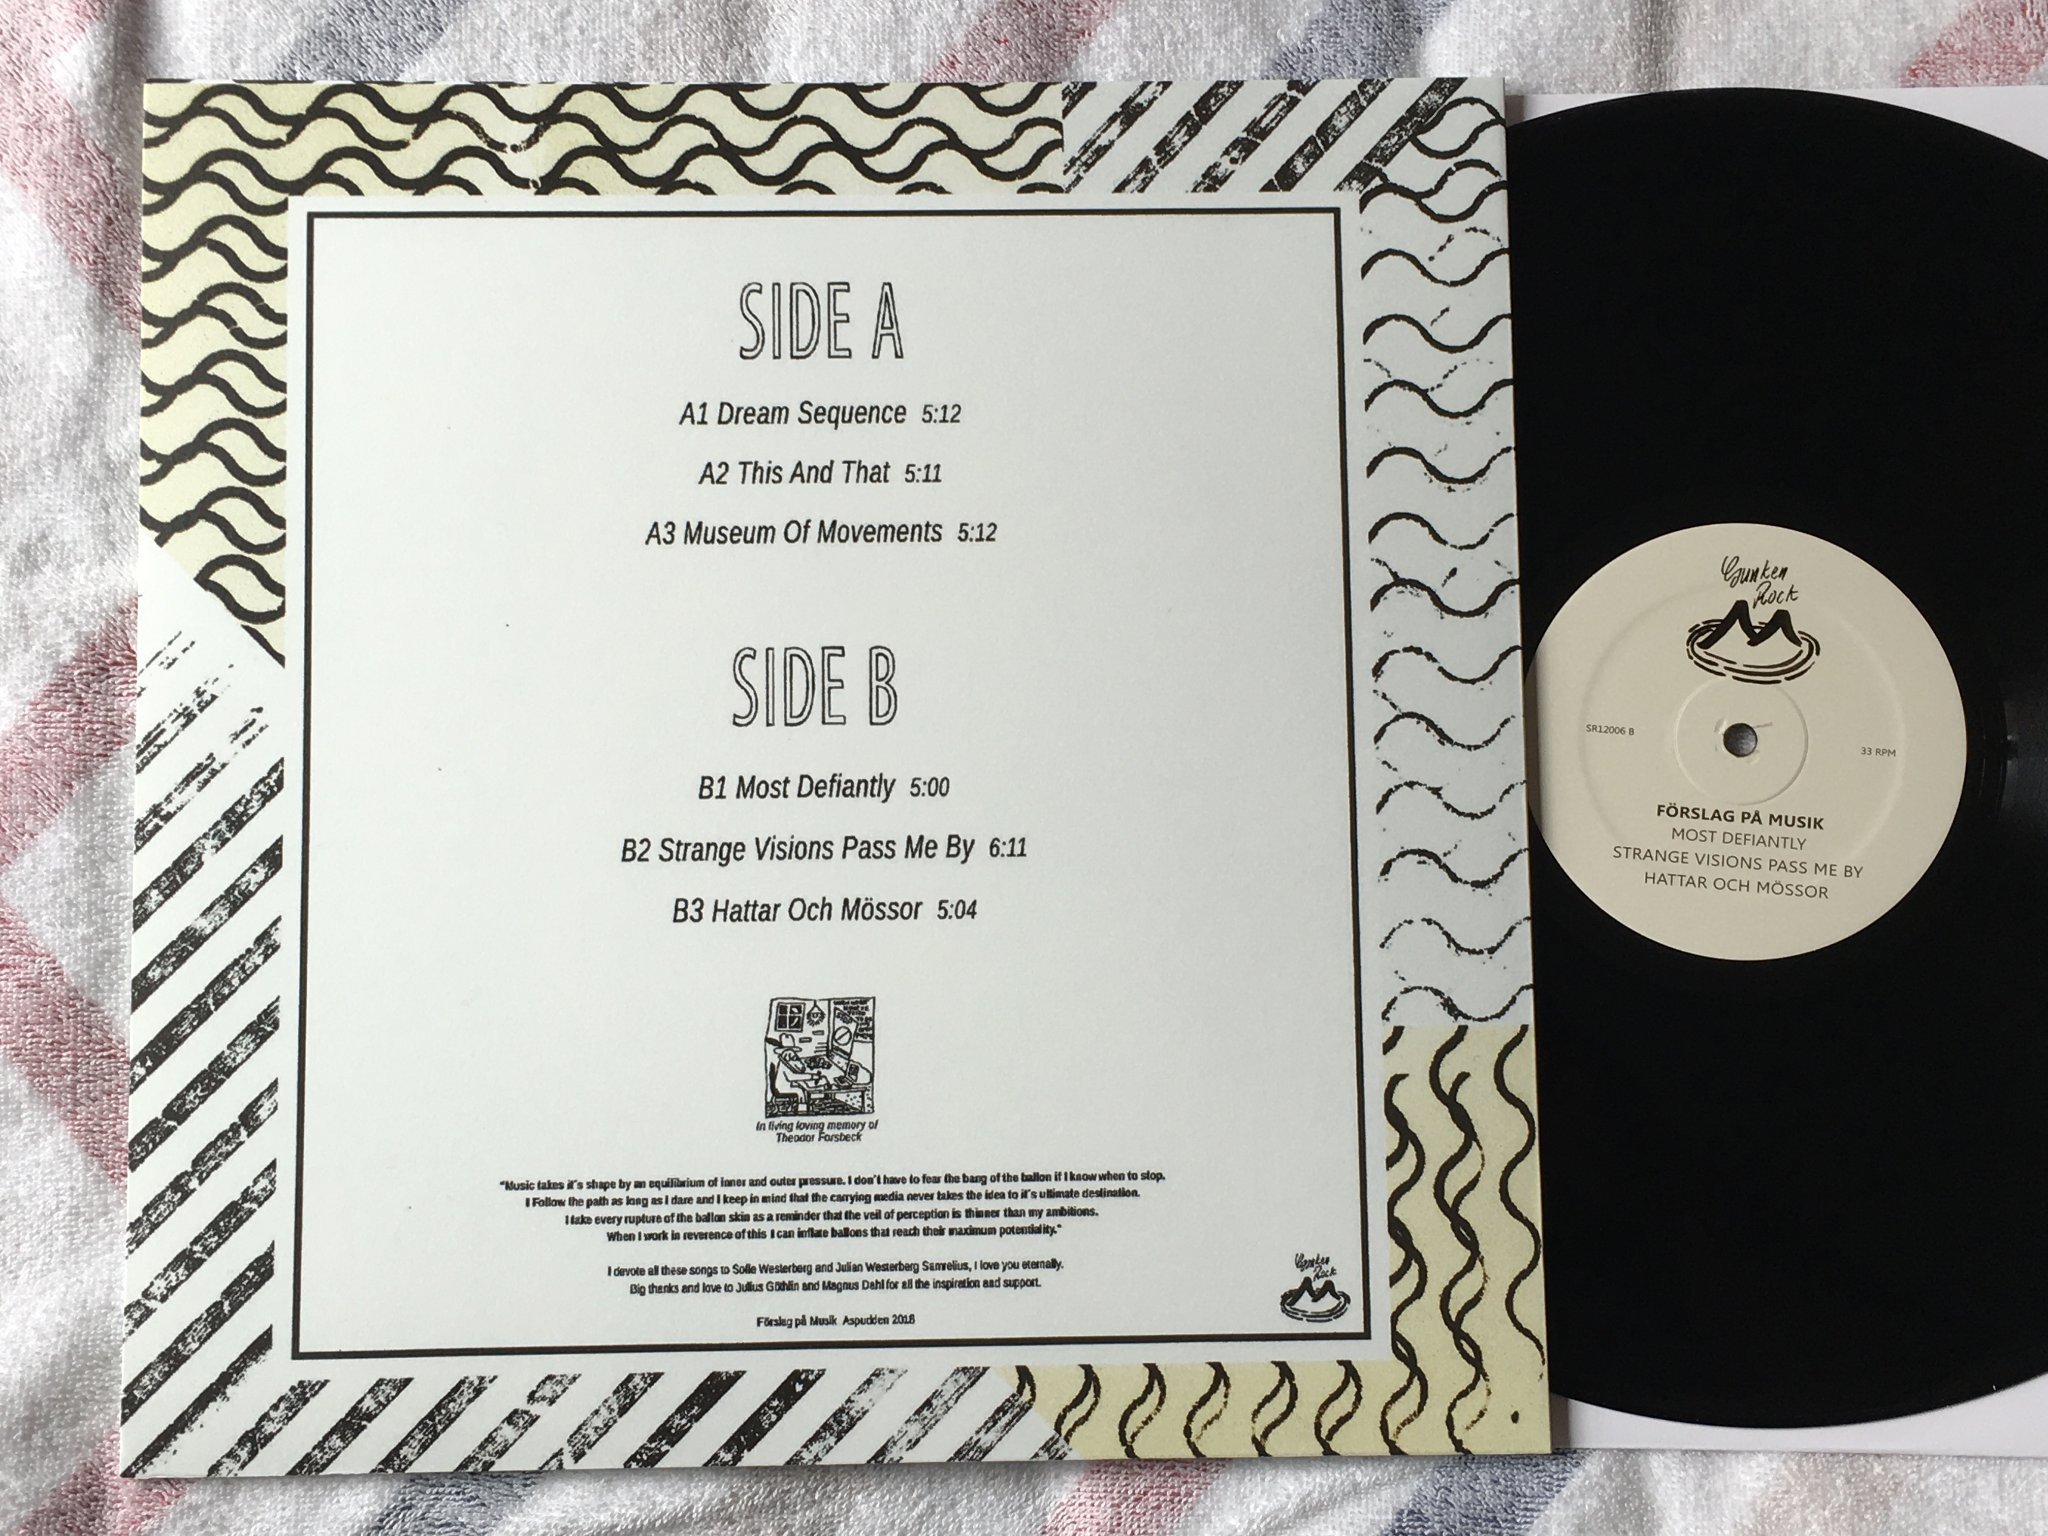 SIDE A
A1 Dream Sequence 5:12
A2 This And That 5:11
A3 Museum Of Movements 5:12
SIDE B
B1 Most Defiantly 5:00
B2 Strange Visions Pass Me By 6:11
B3 Hattar Och Mössor 5:04
In living loving memory of
Theodor Forsbeck
"Music takes it's shape by an equilibrium of inner and outer pressure. I don't have to fear the bang of the ballon if I know when to stop.
I Follow the path as long as I dare and I keep in mind that the carrying media never takes the idea to it's ultimate destination.
I take every rupture of the ballon skin as a reminder that the veil of perception is thinner than my ambitions.
When I work in reverence of this I can inflate ballons that reach their maximum potentiality."
I devote all these songs to Sofie Westerberg and Julian Westerberg Samrelius, I love you eternally.
Big thanks and love to Julius Göthlin and Magnus Dahl for all the inspiration and support.
Förslag på Musik Aspudden 2018
Sunken
Rock
Sunken
Rock
SR12006 B
33 RPM
FÖRSLAG PÅ MUSIK
MOST DEFIANTLY
STRANGE VISIONS PASS ME BY
HATTAR OCH MÖSSOR